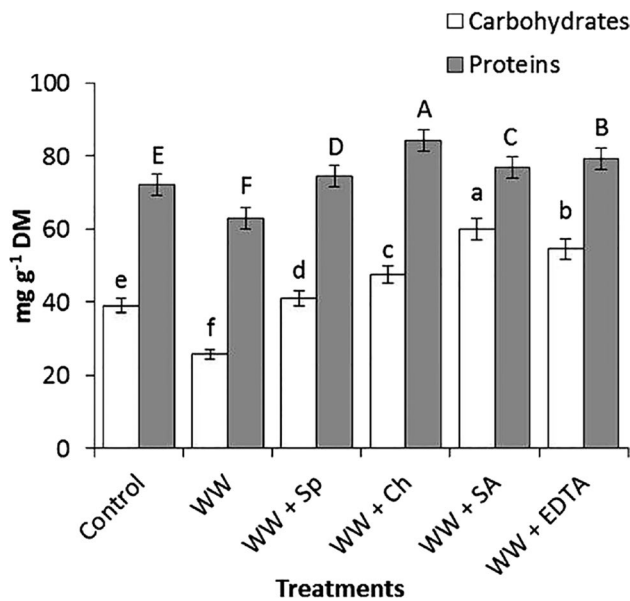 Carbohydrates
Proteins
mg g⁻¹ DM
100
80
60
40
20
0
e
E
f
F
d
D
c
A
a
C
b
B
Control
WW
WW + Sp
WW + Ch
WW + SA
WW + EDTA
Treatments